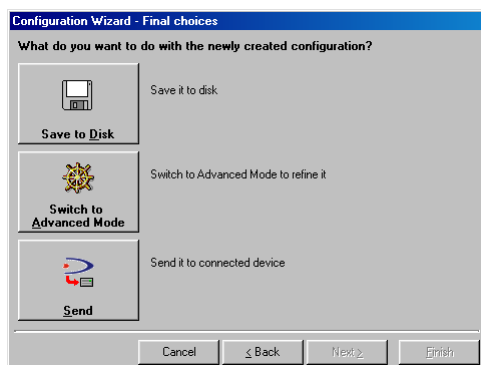 Configuration Wizard - Final choices
What do you want to do with the newly created configuration?
Save to Disk
Save it to disk
Switch to
Advanced Mode
Switch to Advanced Mode to refine it
Send
Send it to connected device
Cancel
< Back
Next >
Finish